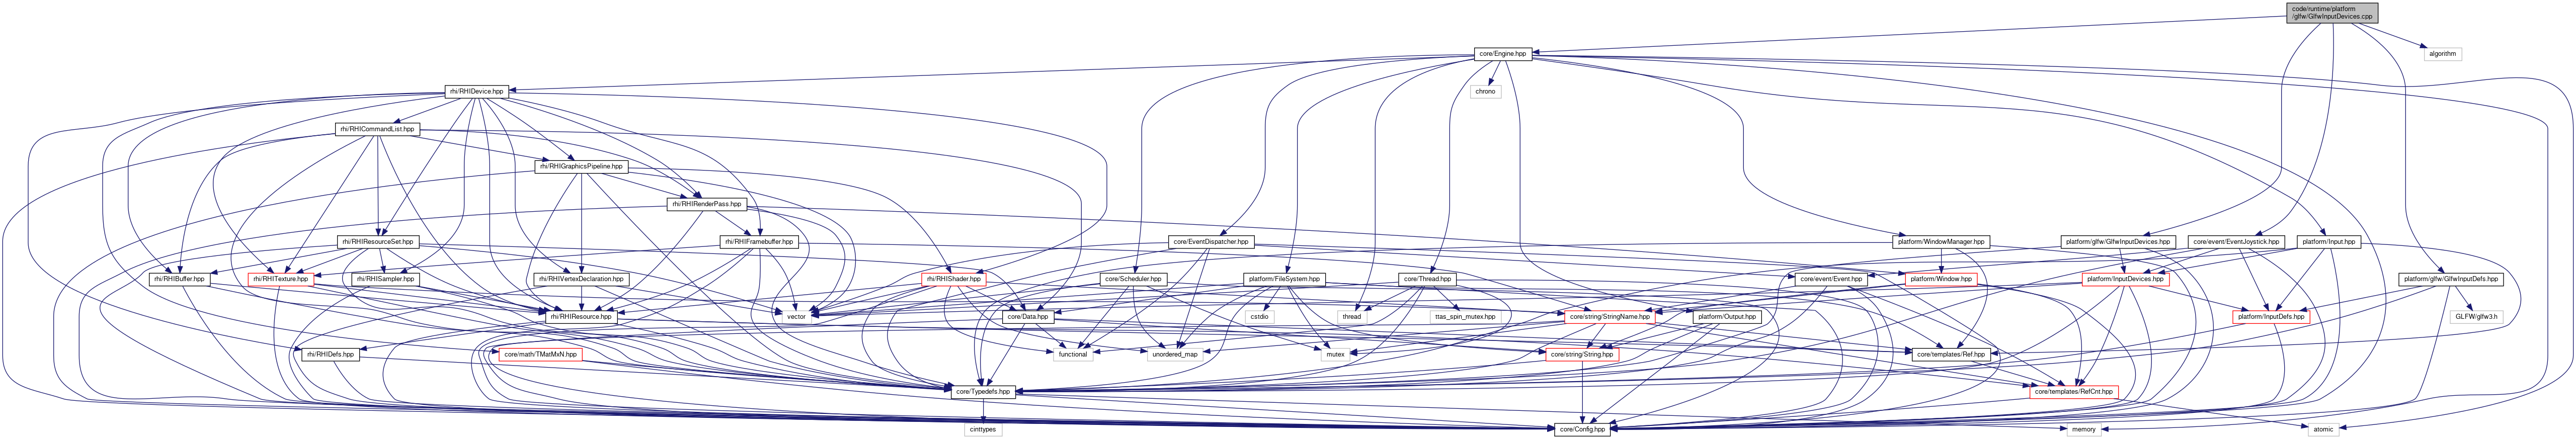 code/runtime/platform
/glfw/GlfwInputDevices.cpp
core/Engine.hpp
algorithm
rhi/RHIDevice.hpp
chrono
rhi/RHICommandList.hpp
rhi/RHIGraphicsPipeline.hpp
rhi/RHIRenderPass.hpp
rhi/RHIResourceSet.hpp
rhi/RHIFramebuffer.hpp
core/EventDispatcher.hpp
platform/WindowManager.hpp
platform/glfw/GlfwInputDevices.hpp
core/event/EventJoystick.hpp
platform/Input.hpp
rhi/RHIBuffer.hpp
rhi/RHITexture.hpp
rhi/RHISampler.hpp
rhi/RHIVertexDeclaration.hpp
rhi/RHIShader.hpp
core/Scheduler.hpp
platform/FileSystem.hpp
core/Thread.hpp
core/event/Event.hpp
platform/Window.hpp
platform/InputDevices.hpp
platform/glfw/GlfwInputDefs.hpp
rhi/RHIResource.hpp
vector
core/Data.hpp
cstdio
thread
ttas_spin_mutex.hpp
core/string/StringName.hpp
platform/Output.hpp
platform/InputDefs.hpp
GLFW/glfw3.h
rhi/RHIDefs.hpp
core/math/TMatMxN.hpp
functional
unordered_map
mutex
core/string/String.hpp
core/templates/Ref.hpp
core/Typedefs.hpp
core/templates/RefCnt.hpp
cinttypes
core/Config.hpp
memory
atomic